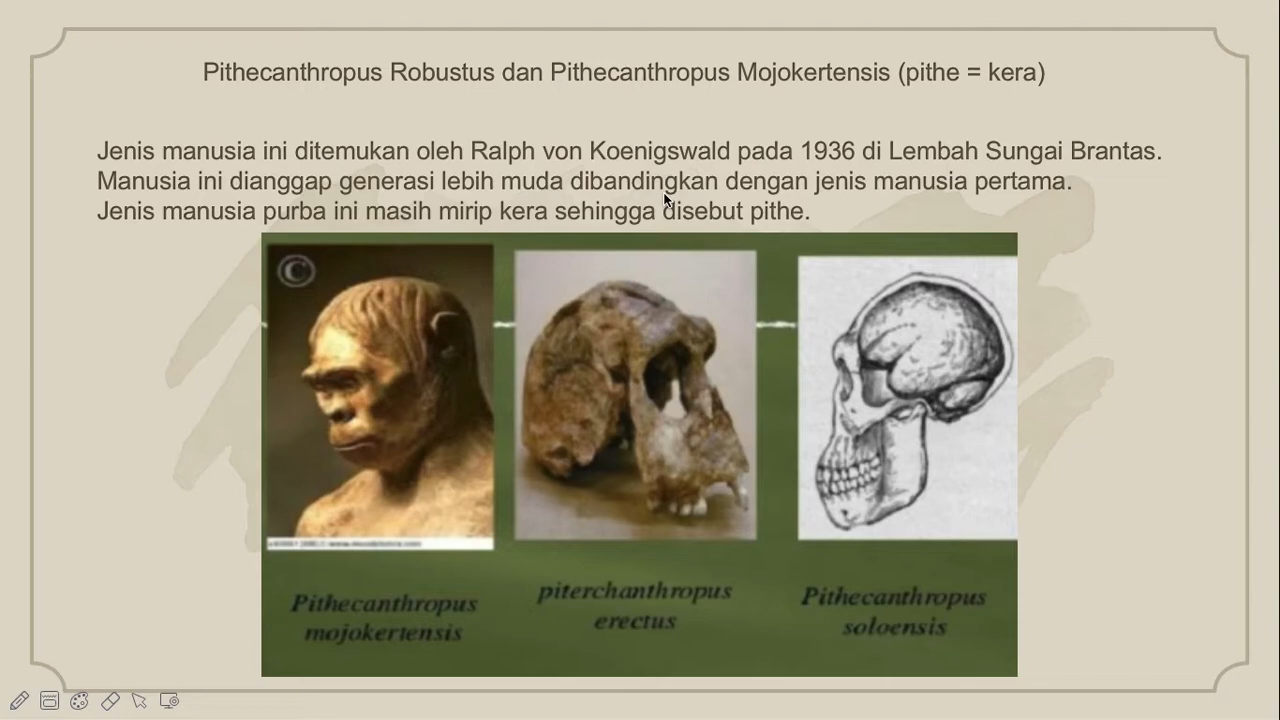 Pithecanthropus Robustus dan Pithecanthropus Mojokertensis (pithe = kera)
Jenis manusia ini ditemukan oleh Ralph von Koenigswald pada 1936 di Lembah Sungai Brantas.
Manusia ini dianggap generasi lebih muda dibandingkan dengan jenis manusia pertama.
Jenis manusia purba ini masih mirip kera sehingga disebut pithe.
©
Pithecanthropus
mojokertensis
piterchanthropus
erectus
Pithecanthropus
soloensis